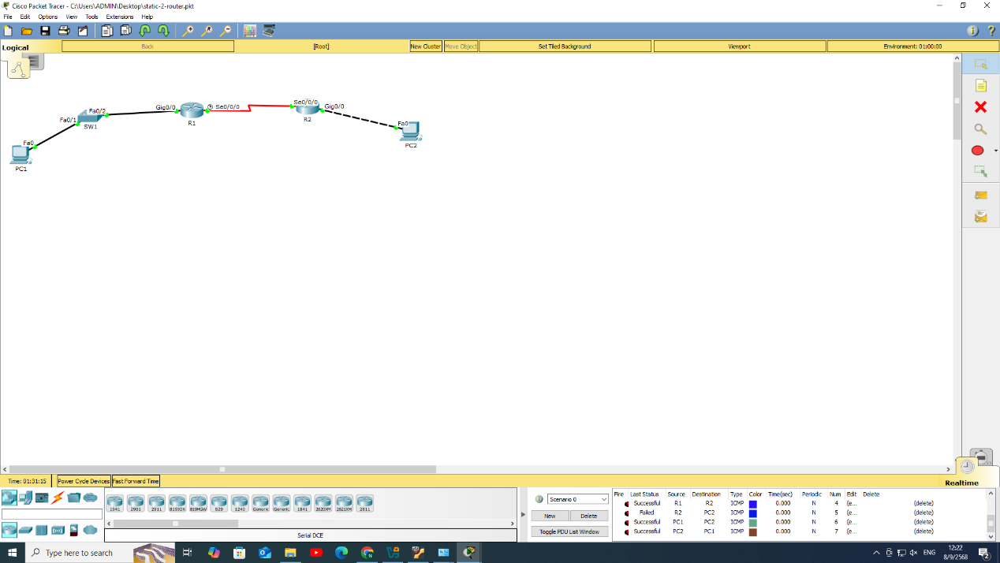 Cisco Packet Tracer - C:\Users\ADMIN\Desktop\static-2-router.pkt
File Edit Options View Tools Extensions Help
Logical Back [Root] New Cluster Move Object Set Tiled Background Viewport Environment: 01:00:00
Se0/0/0
Fa0/2 Gig0/0 Se0/0/0 Gig0/0
Fa0/1 R1 R2 Fa0
SW1
Fa0 PC2
PC1
Time: 01:31:15 Power Cycle Devices Fast Forward Time Realtime
1941 2901 2911 819IOX 819HGW 829 1240 Generic Generic 1841 2620XM 2621XM 2811
Serial DCE
Scenario 0
New Delete
Toggle PDU List Window
Fire Last Status Source Destination Type Color Time(sec) Periodic Num Edit Delete
Successful R1 R2 ICMP 0.000 N 4 (e... (delete)
Failed R2 PC2 ICMP 0.000 N 5 (e... (delete)
Successful PC1 PC2 ICMP 0.000 N 6 (e... (delete)
Successful PC2 PC1 ICMP 0.000 N 7 (e... (delete)
Type here to search
ENG
12:22
8/9/2568
2